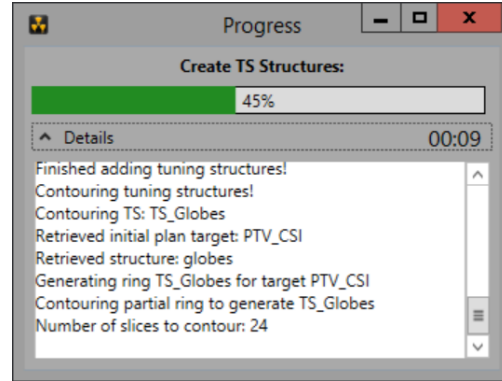 Progress
Create TS Structures:
45%
Details 00:09
Finished adding tuning structures!
Contouring tuning structures!
Contouring TS: TS_Globes
Retrieved initial plan target: PTV_CSI
Retrieved structure: globes
Generating ring TS_Globes for target PTV_CSI
Contouring partial ring to generate TS_Globes
Number of slices to contour: 24